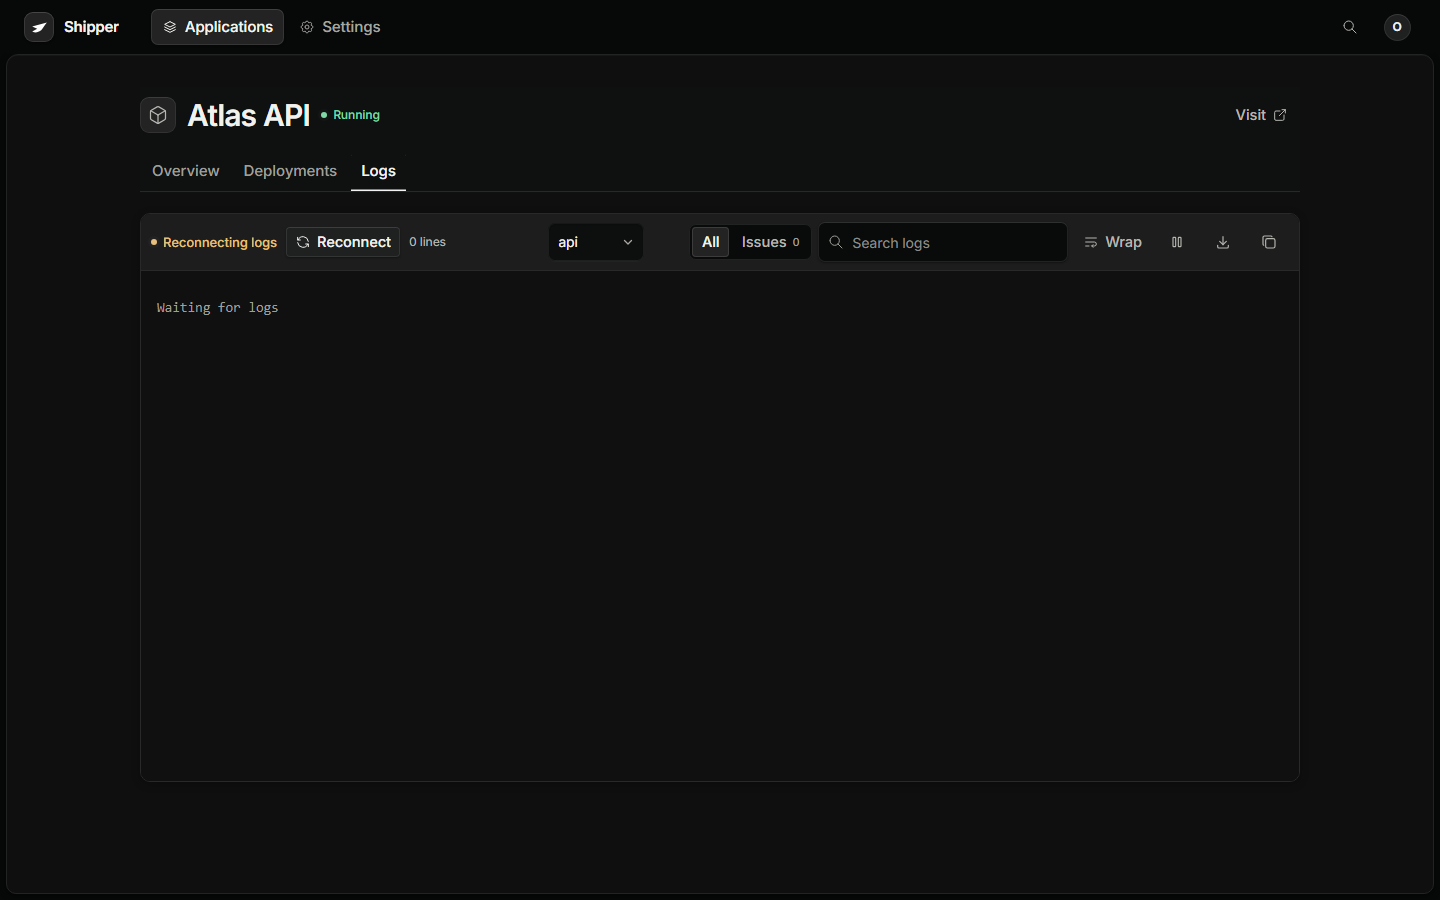 Shipper
Applications
Settings
O
Atlas API
Running
Visit
Overview
Deployments
Logs
Reconnecting logs
Reconnect
0 lines
api
All
Issues 0
Search logs
Wrap
Waiting for logs